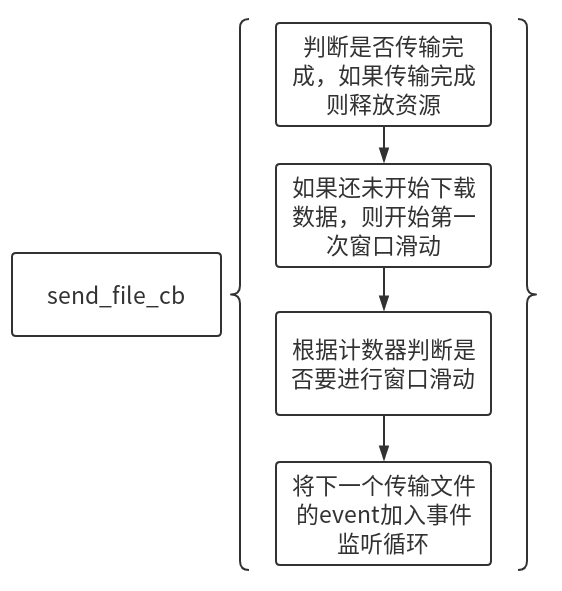 send_file_cb
判断是否传输完
成，如果传输完成
则释放资源
如果还未开始下载
数据，则开始第一
次窗口滑动
根据计数器判断是
否要进行窗口滑动
将下一个传输文件
的event加入事件
监听循环